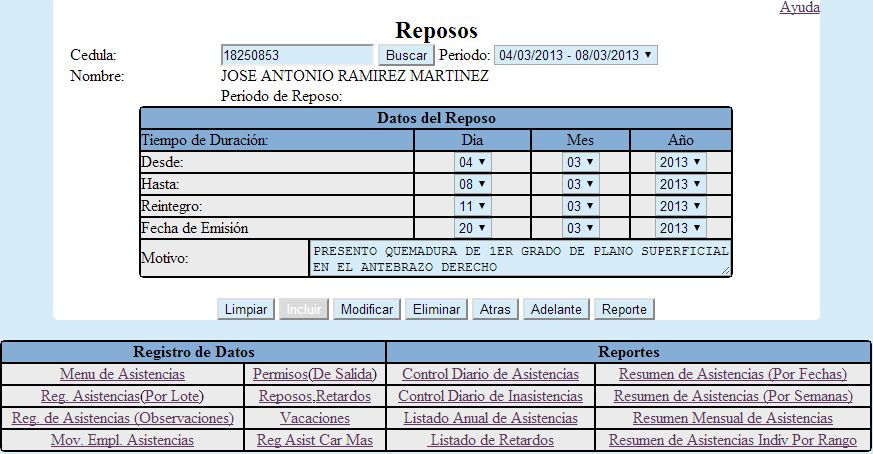 Ayuda
Reposos
Cedula: 18250853 Buscar Periodo: 04/03/2013 - 08/03/2013
Nombre: JOSE ANTONIO RAMIREZ MARTINEZ
Periodo de Reposo:
Datos del Reposo
Tiempo de Duración: Dia Mes Año
Desde: 04 03 2013
Hasta: 08 03 2013
Reintegro: 11 03 2013
Fecha de Emisión 20 03 2013
Motivo: PRESENTO QUEMADURA DE 1ER GRADO DE PLANO SUPERFICIAL
EN EL ANTEBRAZO DERECHO
Limpiar Incluir Modificar Eliminar Atras Adelante Reporte
Registro de Datos Reportes
Menu de Asistencias Permisos(De Salida) Control Diario de Asistencias Resumen de Asistencias (Por Fechas)
Reg. Asistencias(Por Lote) Reposos,Retardos Control Diario de Inasistencias Resumen de Asistencias (Por Semanas)
Reg. de Asistencias (Observaciones) Vacaciones Listado Anual de Asistencias Resumen Mensual de Asistencias
Mov. Empl. Asistencias Reg Asist Car Mas Listado de Retardos Resumen de Asistencias Indiv Por Rango